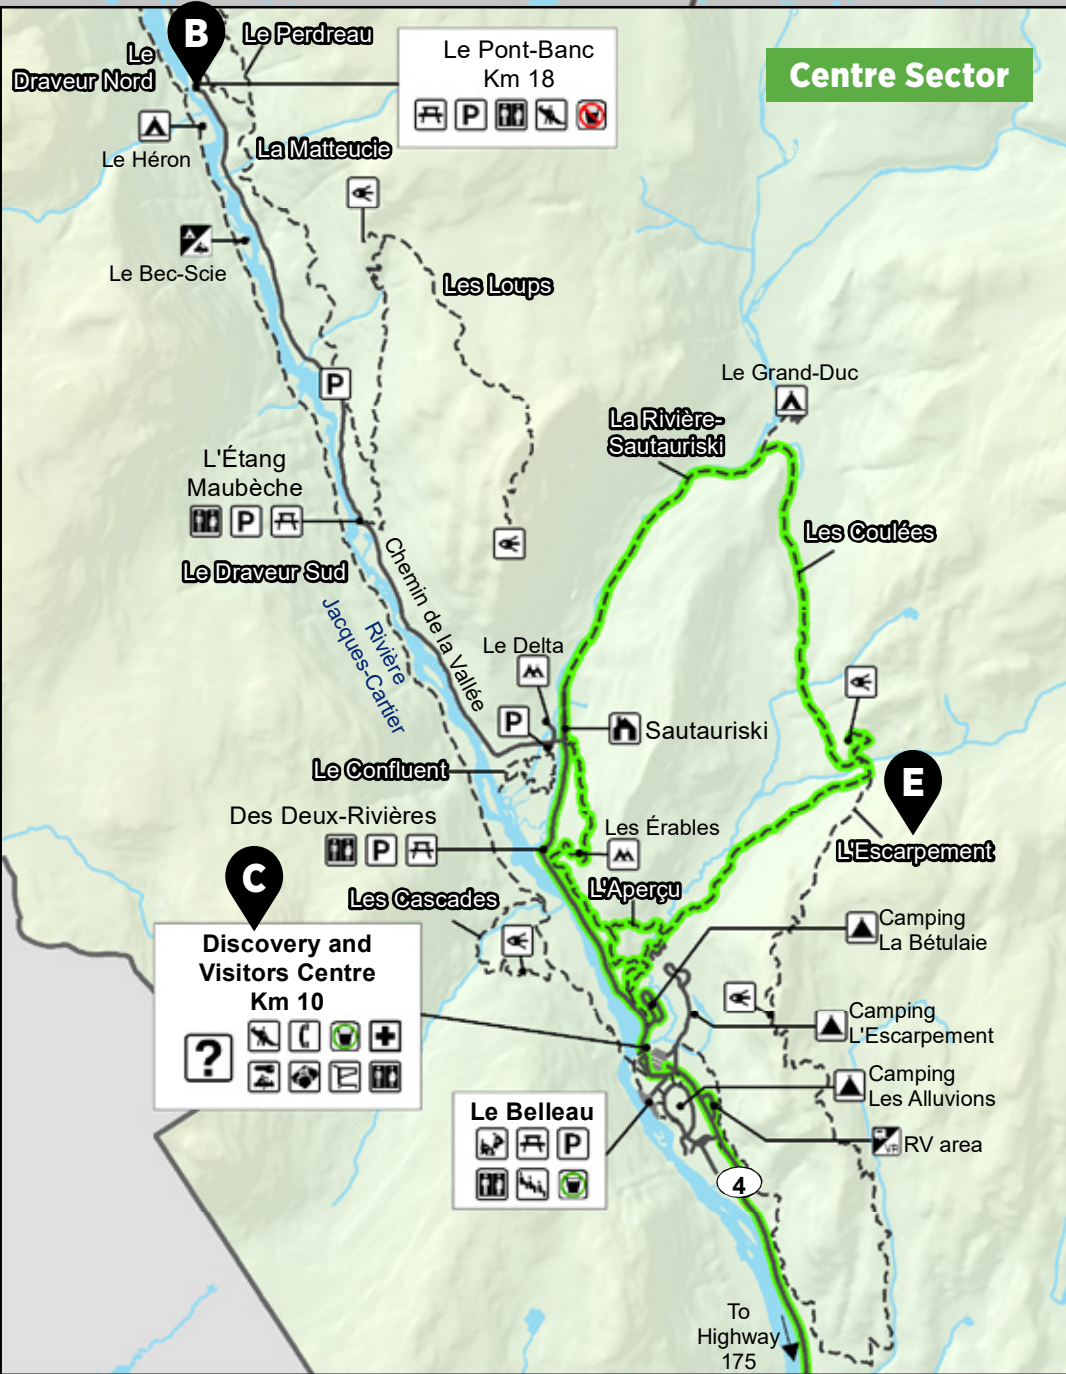 B
Le Perdreau
Le
Draveur Nord
Le Pont-Banc
Km 18
P
Centre Sector
Le Héron
La Matteucie
Le Bec-Scie
Les Loups
P
Le Grand-Duc
La Rivière-
Sautauriski
L'Étang
Maubèche
P
Les Coulées
Le Draveur Sud
Chemin de la Vallée
Rivière
Jacques-Cartier
Le Delta
P
Sautauriski
Le Confluent
E
Des Deux-Rivières
P
Les Érables
L'Escarpement
C
Les Cascades
L'Aperçu
Camping
La Bétulaie
Discovery and
Visitors Centre
Km 10
?
Camping
L'Escarpement
Camping
Les Alluvions
Le Belleau
P
VR
RV area
4
To
Highway
175